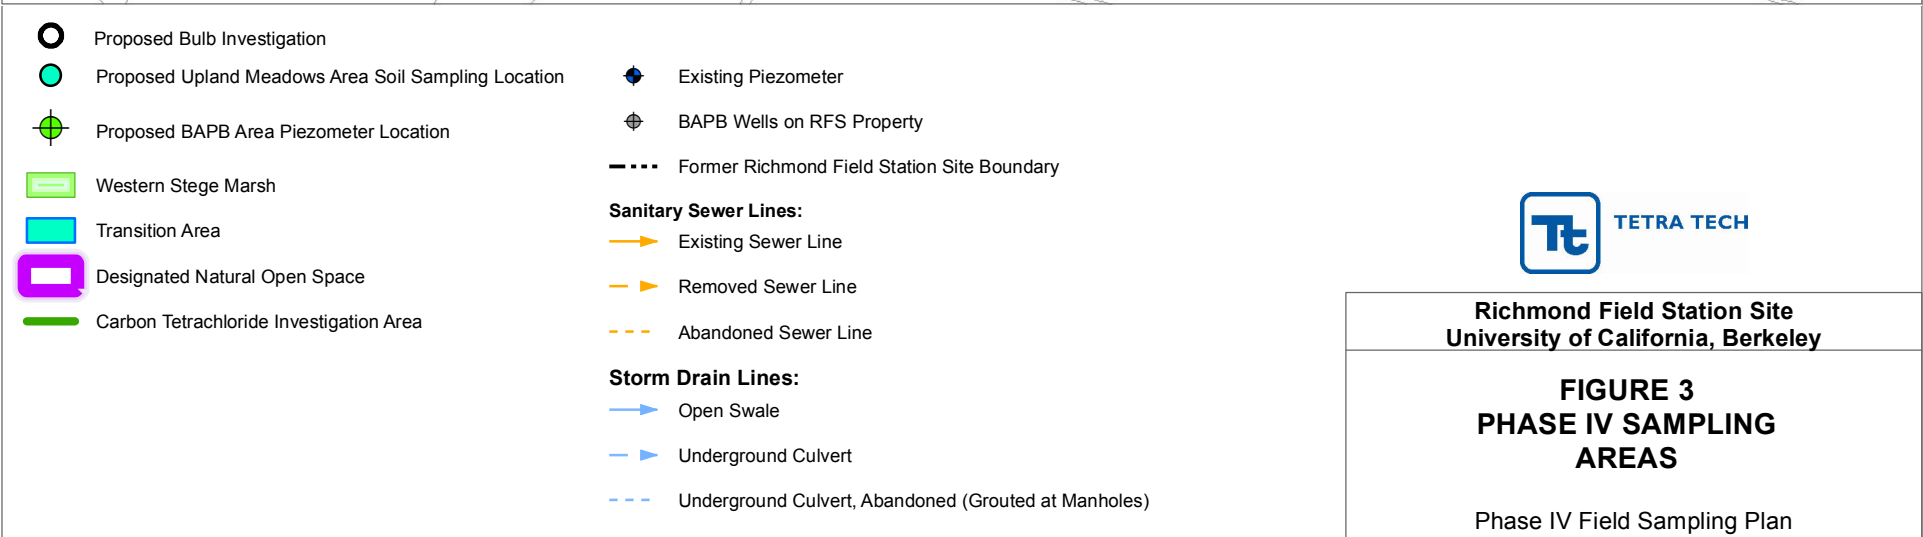 Proposed Bulb Investigation
Proposed Upland Meadows Area Soil Sampling Location
Proposed BAPB Area Piezometer Location
Western Stege Marsh
Transition Area
Designated Natural Open Space
Carbon Tetrachloride Investigation Area
Existing Piezometer
BAPB Wells on RFS Property
Former Richmond Field Station Site Boundary
Sanitary Sewer Lines:
Existing Sewer Line
Removed Sewer Line
Abandoned Sewer Line
Storm Drain Lines:
Open Swale
Underground Culvert
Underground Culvert, Abandoned (Grouted at Manholes)
Tt TETRA TECH
Richmond Field Station Site
University of California, Berkeley
FIGURE 3
PHASE IV SAMPLING
AREAS
Phase IV Field Sampling Plan